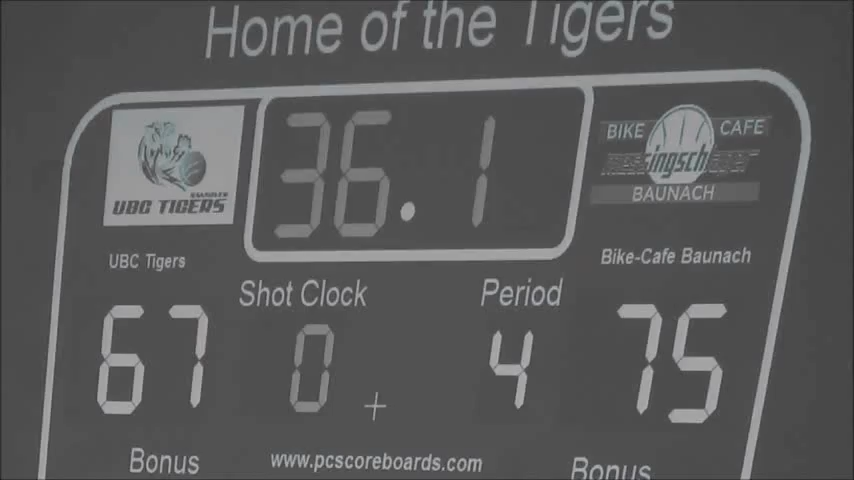 Home of the Tigers
36.1
UBC TIGERS
BIKE CAFE
BAUNACH
UBC Tigers
Bike-Cafe Baunach
Shot Clock
Period
67
0
4
75
Bonus
www.pcscoreboards.com
Bonus